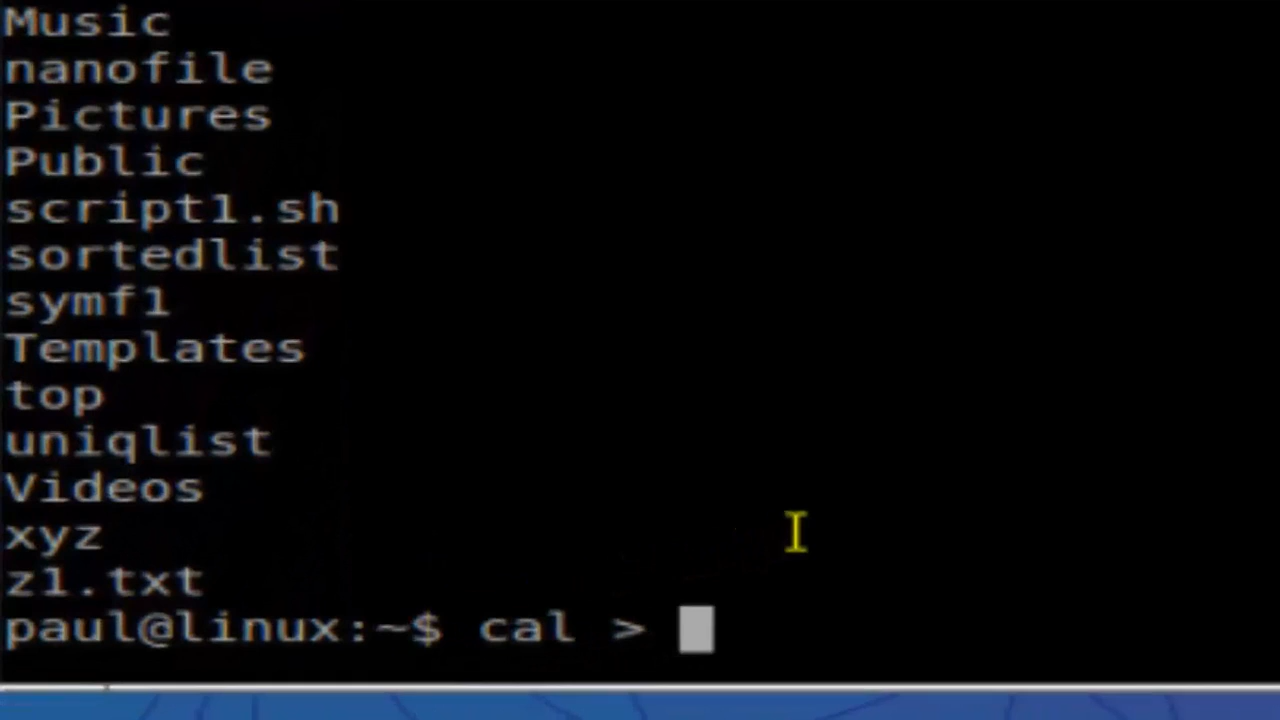 Music
nanofile
Pictures
Public
script1.sh
sortedlist
symf1
Templates
top
uniqlist
Videos
xyz
z1.txt
paul@linux:~$ cal >